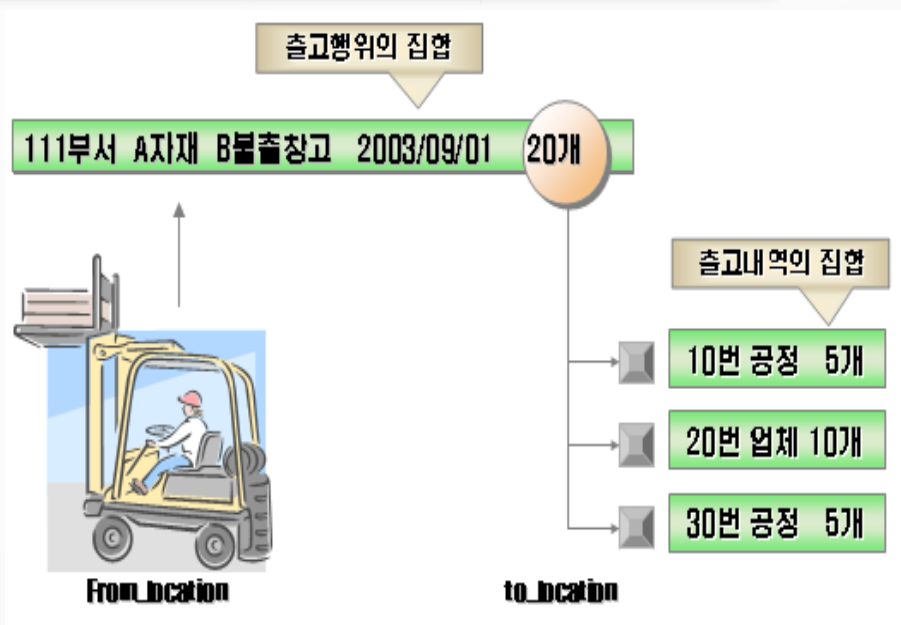 출고행위의 집합
111부서 A자재 B불출창고 2003/09/01 20개
출고내역의 집합
10번 공정 5개
20번 업체 10개
30번 공정 5개
From_location
to_location